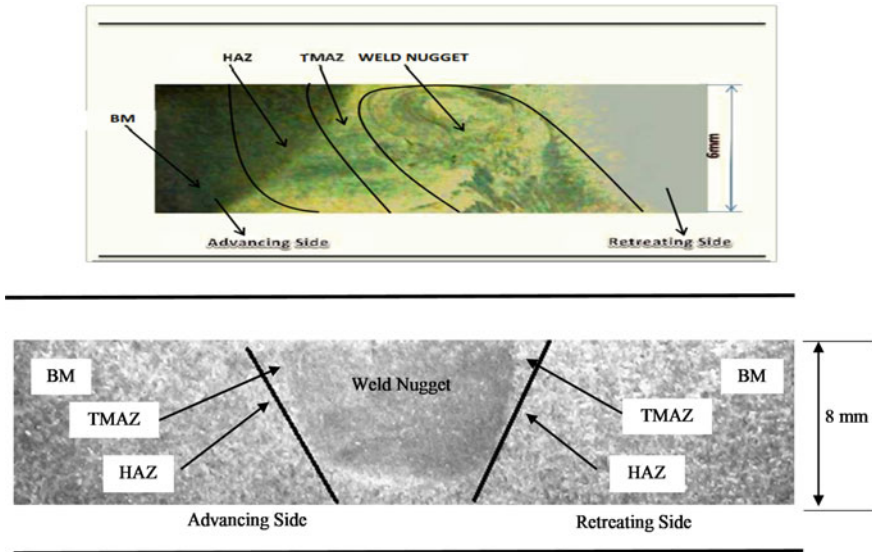 HAZ TMAZ WELD NUGGET
BM
6mm
Advancing Side Retreating Side
BM BM
Weld Nugget
TMAZ TMAZ
8 mm
HAZ HAZ
Advancing Side Retreating Side